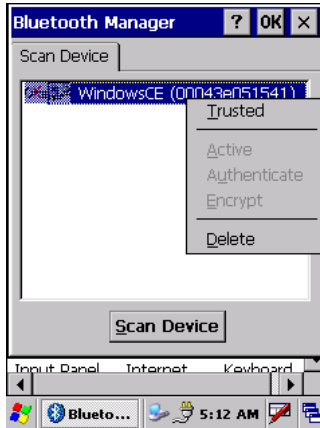 Bluetooth Manager ? OK ×
Scan Device
WindowsCE (00043e051541)
Trusted
Active
Authenticate
Encrypt
Delete
Scan Device
Input Panel Internet Keyboard
Blueto... 5:12 AM